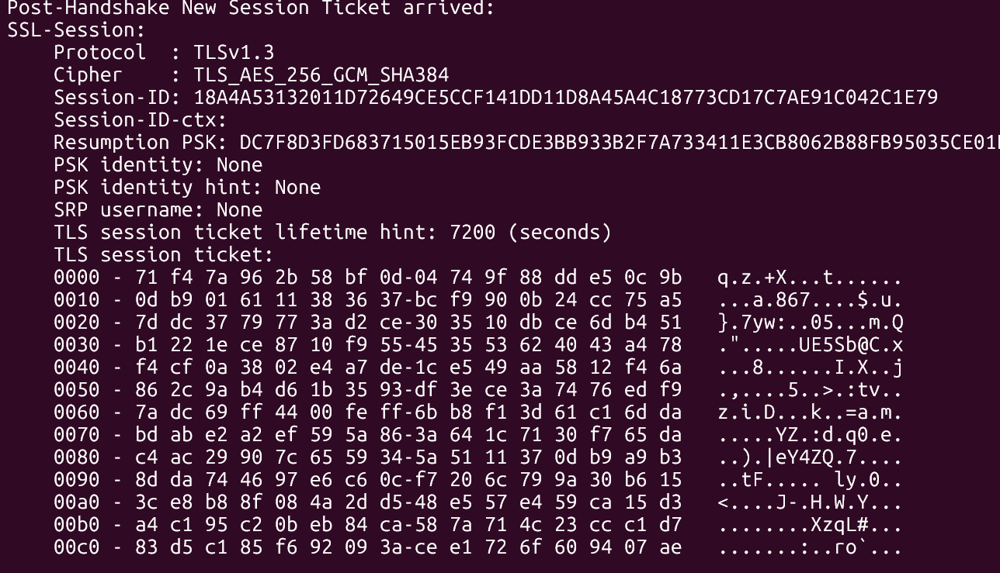 Post-Handshake New Session Ticket arrived:
SSL-Session:
    Protocol  : TLSv1.3
    Cipher    : TLS_AES_256_GCM_SHA384
    Session-ID: 18A4A53132011D72649CE5CCF141DD11D8A45A4C18773CD17C7AE91C042C1E79
    Session-ID-ctx:
    Resumption PSK: DC7F8D3FD683715015EB93FCDE3BB933B2F7A733411E3CB8062B88FB95035CE01
    PSK identity: None
    PSK identity hint: None
    SRP username: None
    TLS session ticket lifetime hint: 7200 (seconds)
    TLS session ticket:
    0000 - 71 f4 7a 96 2b 58 bf 0d-04 74 9f 88 dd e5 0c 9b   q.z.+X...t......
    0010 - 0d b9 01 61 11 38 36 37-bc f9 90 0b 24 cc 75 a5   ...a.867....$.u.
    0020 - 7d dc 37 79 77 3a d2 ce-30 35 10 db ce 6d b4 51   }.7yw:..05...m.Q
    0030 - b1 22 1e ce 87 10 f9 55-45 35 53 62 40 43 a4 78   .".....UE5Sb@C.x
    0040 - f4 cf 0a 38 02 e4 a7 de-1c e5 49 aa 58 12 f4 6a   ...8......I.X..j
    0050 - 86 2c 9a b4 d6 1b 35 93-df 3e ce 3a 74 76 ed f9   .,....5..>.:tv..
    0060 - 7a dc 69 ff 44 00 fe ff-6b b8 f1 3d 61 c1 6d da   z.i.D...k..=a.m.
    0070 - bd ab e2 a2 ef 59 5a 86-3a 64 1c 71 30 f7 65 da   .....YZ.:d.q0.e.
    0080 - c4 ac 29 90 7c 65 59 34-5a 51 11 37 0d b9 a9 b3   ..).|eY4ZQ.7....
    0090 - 8d da 74 46 97 e6 c6 0c-f7 20 6c 79 9a 30 b6 15   ..tF..... ly.0..
    00a0 - 3c e8 b8 8f 08 4a 2d d5-48 e5 57 e4 59 ca 15 d3   <....J-.H.W.Y...
    00b0 - a4 c1 95 c2 0b eb 84 ca-58 7a 71 4c 23 cc c1 d7   ........XzqL#...
    00c0 - 83 d5 c1 85 f6 92 09 3a-ce e1 72 6f 60 94 07 ae   .......:..ro`...